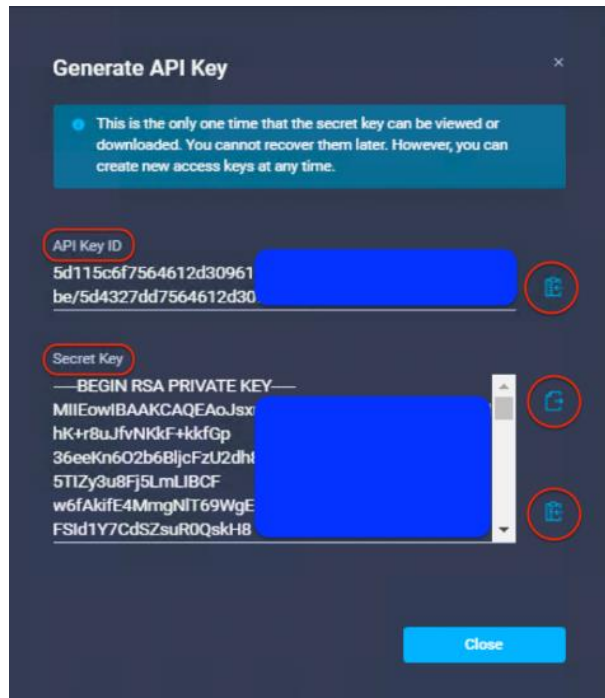 Generate API Key
This is the only one time that the secret key can be viewed or
downloaded. You cannot recover them later. However, you can
create new access keys at any time.
API Key ID
5d115c6f7564612d30961
be/5d4327dd7564612d30
Secret Key
-----BEGIN RSA PRIVATE KEY-----
MIIEowIBAAKCAQEAoJsx
hK+r8uJfvNKkF+kkfGp
36eeKn6O2b6BljcFzU2dh
5TIZy3u8Fj5LmLIBCF
w6fAkifE4MmgNlT69WgE
FSId1Y7CdSZsuR0QskH8
Close